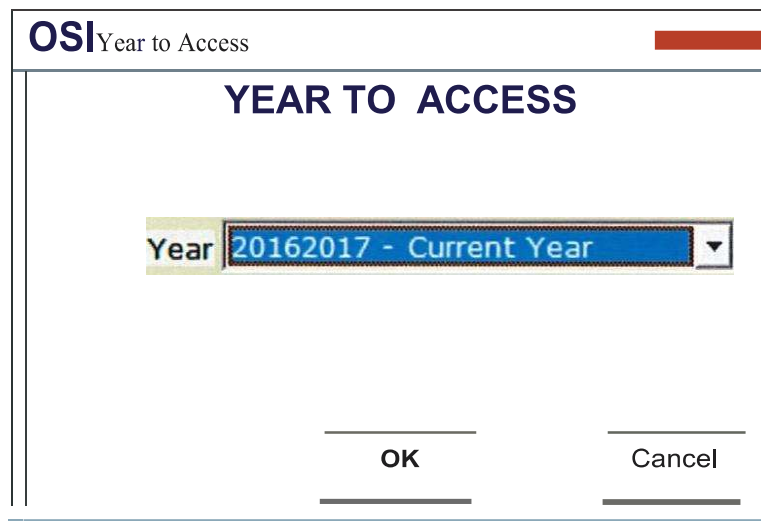 OSI Year to Access
YEAR TO ACCESS
Year 20162017 - Current Year
OK Cancel